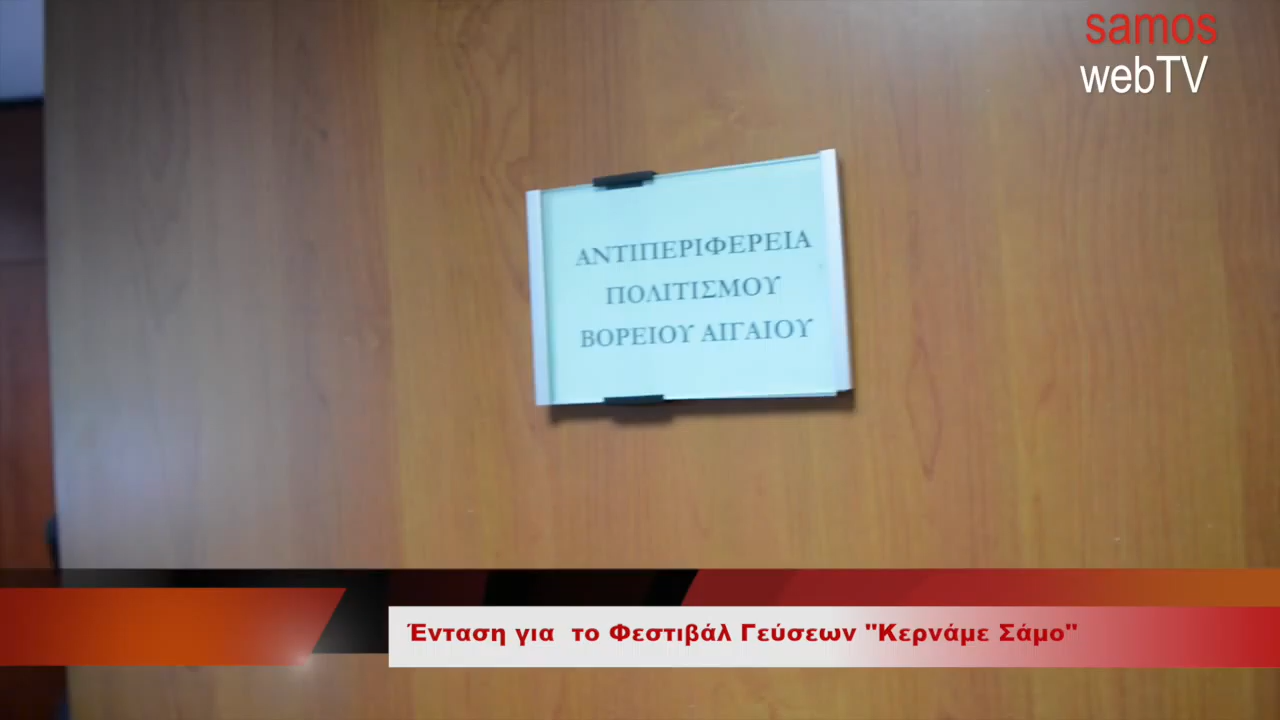 samos
webTV
ΑΝΤΙΠΕΡΙΦΕΡΕΙΑ
ΠΟΛΙΤΙΣΜΟΥ
ΒΟΡΕΙΟΥ ΑΙΓΑΙΟΥ
Ένταση για το Φεστιβάλ Γεύσεων "Κερνάμε Σάμο"